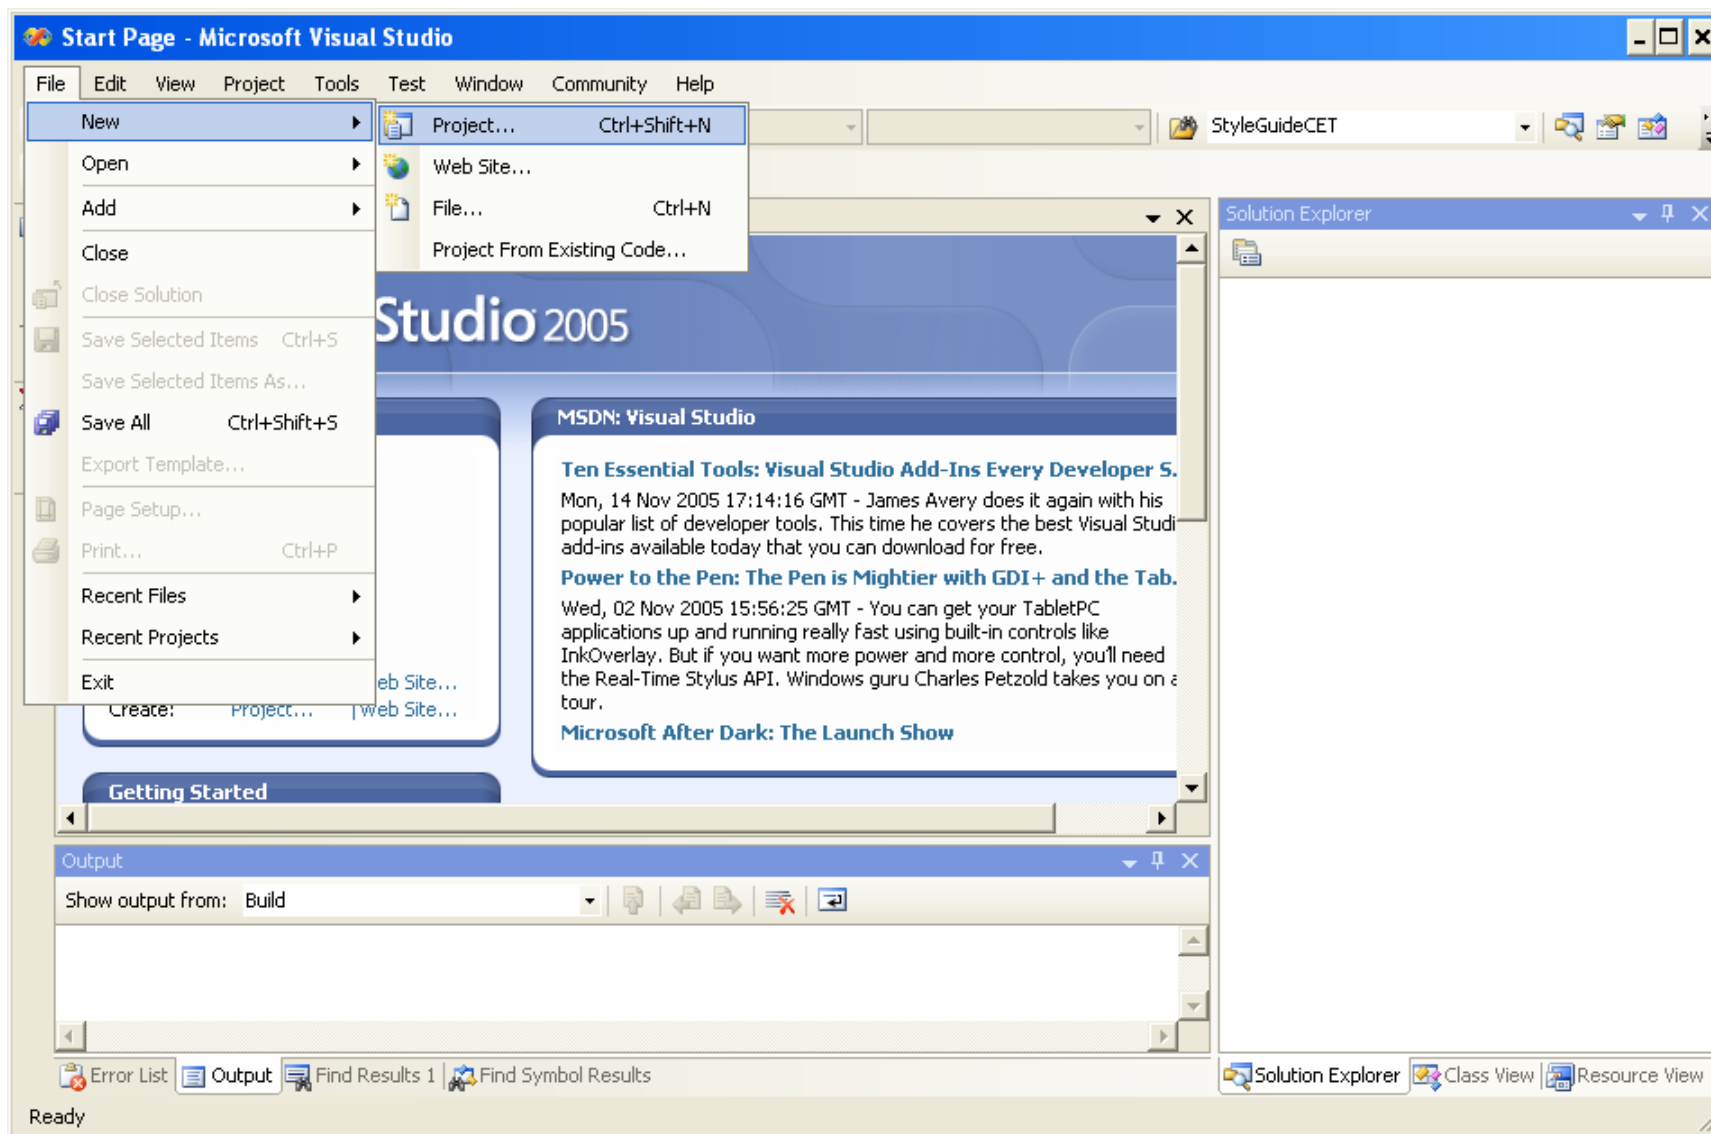 Start Page - Microsoft Visual Studio
File Edit View Project Tools Test Window Community Help
New
Open
Add
Close
Close Solution
Save Selected Items Ctrl+S
Save Selected Items As...
Save All Ctrl+Shift+S
Export Template...
Page Setup...
Print... Ctrl+P
Recent Files
Recent Projects
Exit
Project... Ctrl+Shift+N
Web Site...
File... Ctrl+N
Project From Existing Code...
StyleGuideCET
Studio 2005
eb Site...
Create: Project... | Web Site...
Getting Started
MSDN: Visual Studio
Ten Essential Tools: Visual Studio Add-Ins Every Developer S.
Mon, 14 Nov 2005 17:14:16 GMT - James Avery does it again with his
popular list of developer tools. This time he covers the best Visual Studi
add-ins available today that you can download for free.
Power to the Pen: The Pen is Mightier with GDI+ and the Tab.
Wed, 02 Nov 2005 15:56:25 GMT - You can get your TabletPC
applications up and running really fast using built-in controls like
InkOverlay. But if you want more power and more control, you'll need
the Real-Time Stylus API. Windows guru Charles Petzold takes you on a
tour.
Microsoft After Dark: The Launch Show
Solution Explorer
Output
Show output from: Build
Error List Output Find Results 1 Find Symbol Results
Solution Explorer Class View Resource View
Ready